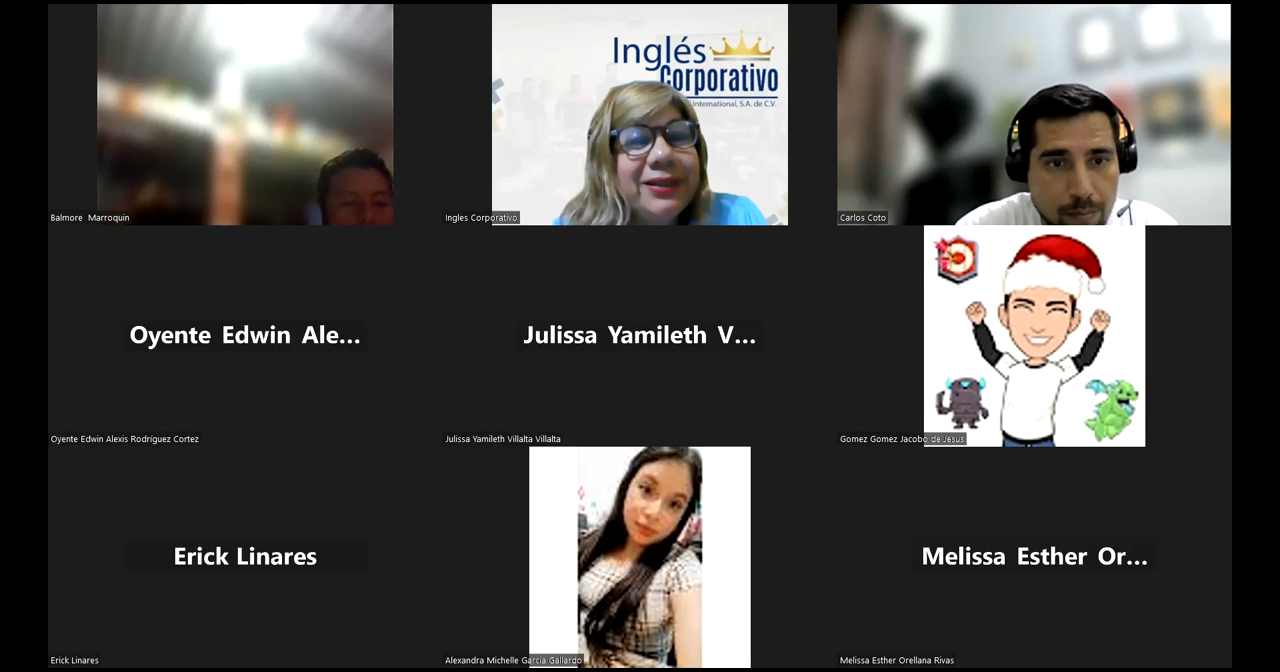 Inglés
Corporativo
International, S.A. de C.V.
Balmore Marroquin
Ingles Corporativo
Carlos Coto
Oyente Edwin Ale...
Julissa Yamileth V...
Oyente Edwin Alexis Rodríguez Cortez
Julissa Yamileth Villalta Villalta
Gomez Gomez Jacobo de Jesus
Erick Linares
Melissa Esther Or...
Erick Linares
Alexandra Michelle Garcia Gallardo
Melissa Esther Orellana Rivas